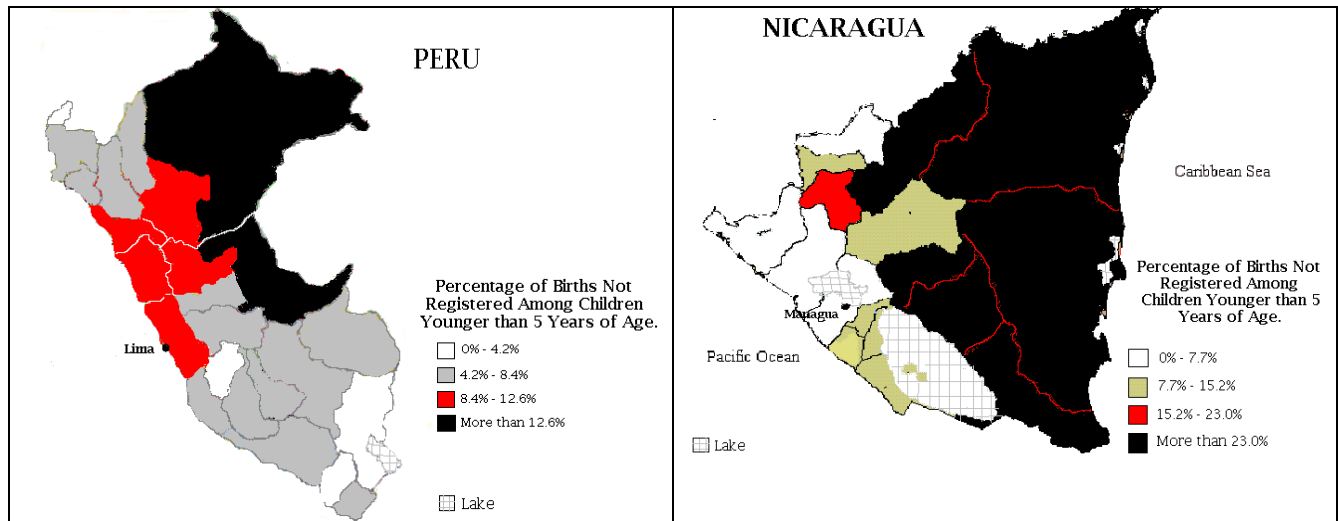 PERU
Lima
Percentage of Births Not
Registered Among Children
Younger than 5 Years of Age.
0% - 4.2%
4.2% - 8.4%
8.4% - 12.6%
More than 12.6%
Lake
NICARAGUA
Caribbean Sea
Managua
Pacific Ocean
Percentage of Births Not
Registered Among
Children Younger than 5
Years of Age.
0% - 7.7%
7.7% - 15.2%
15.2% - 23.0%
More than 23.0%
Lake